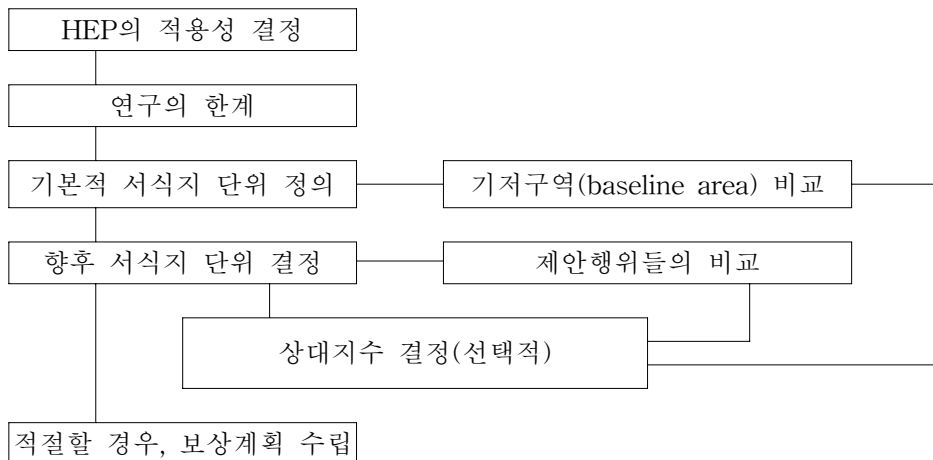 HEP의 적용성 결정
연구의 한계
기본적 서식지 단위 정의
기저구역(baseline area) 비교
향후 서식지 단위 결정
제안행위들의 비교
상대지수 결정(선택적)
적절할 경우, 보상계획 수립